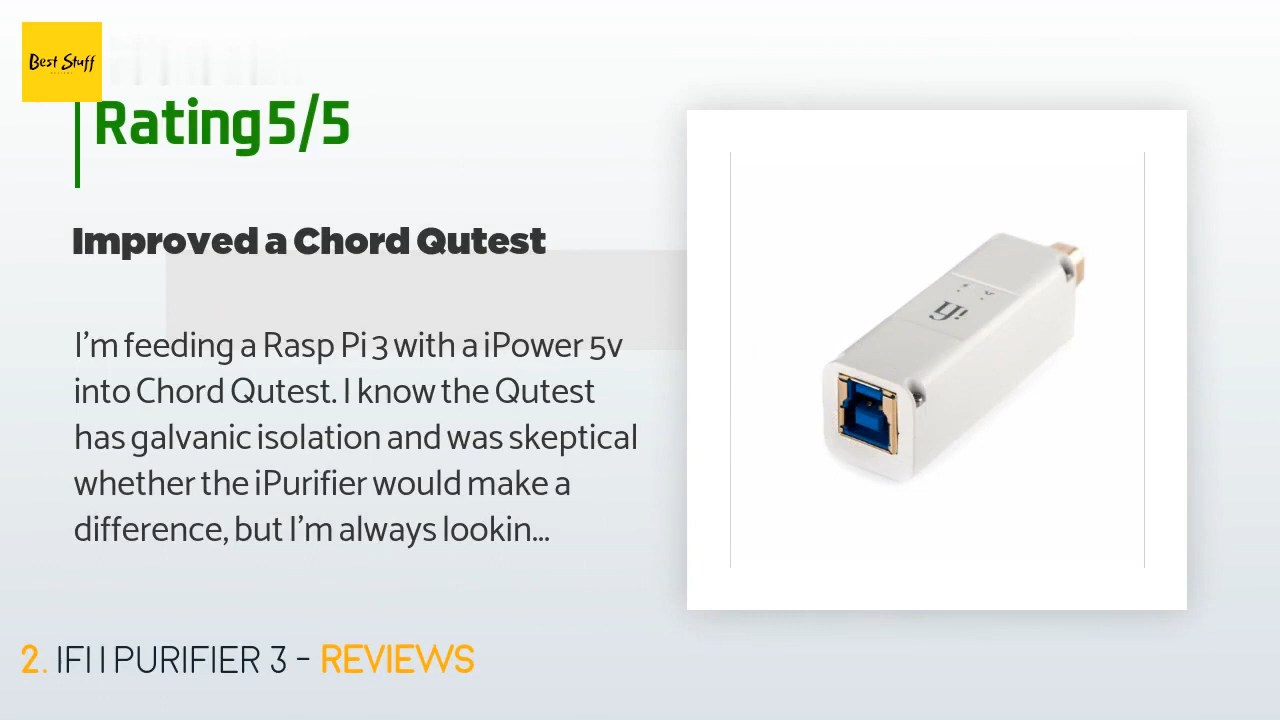 Best Stuff
Rating 5/5
Improved a Chord Qutest
I'm feeding a Rasp Pi 3 with a iPower 5v
into Chord Qutest. I know the Qutest
has galvanic isolation and was skeptical
whether the iPurifier would make a
difference, but I'm always lookin...
iFi
2. IFI I PURIFIER 3 - REVIEWS